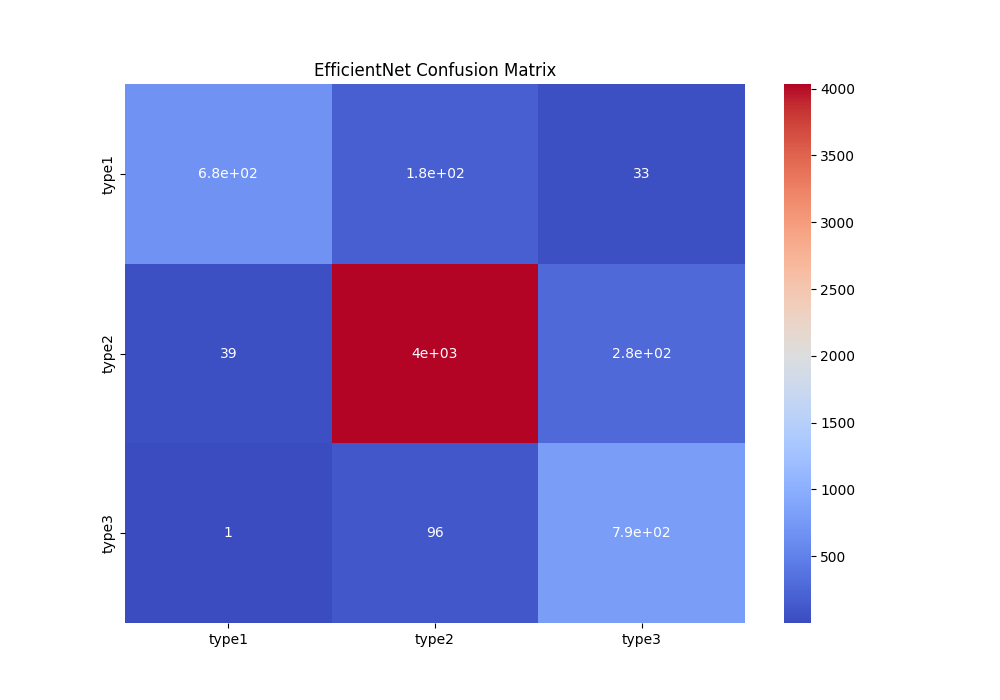 EfficientNet Confusion Matrix
type1
6.8e+02
1.8e+02
33
type2
39
4e+03
2.8e+02
type3
1
96
7.9e+02
type1
type2
type3
4000
3500
3000
2500
2000
1500
1000
500